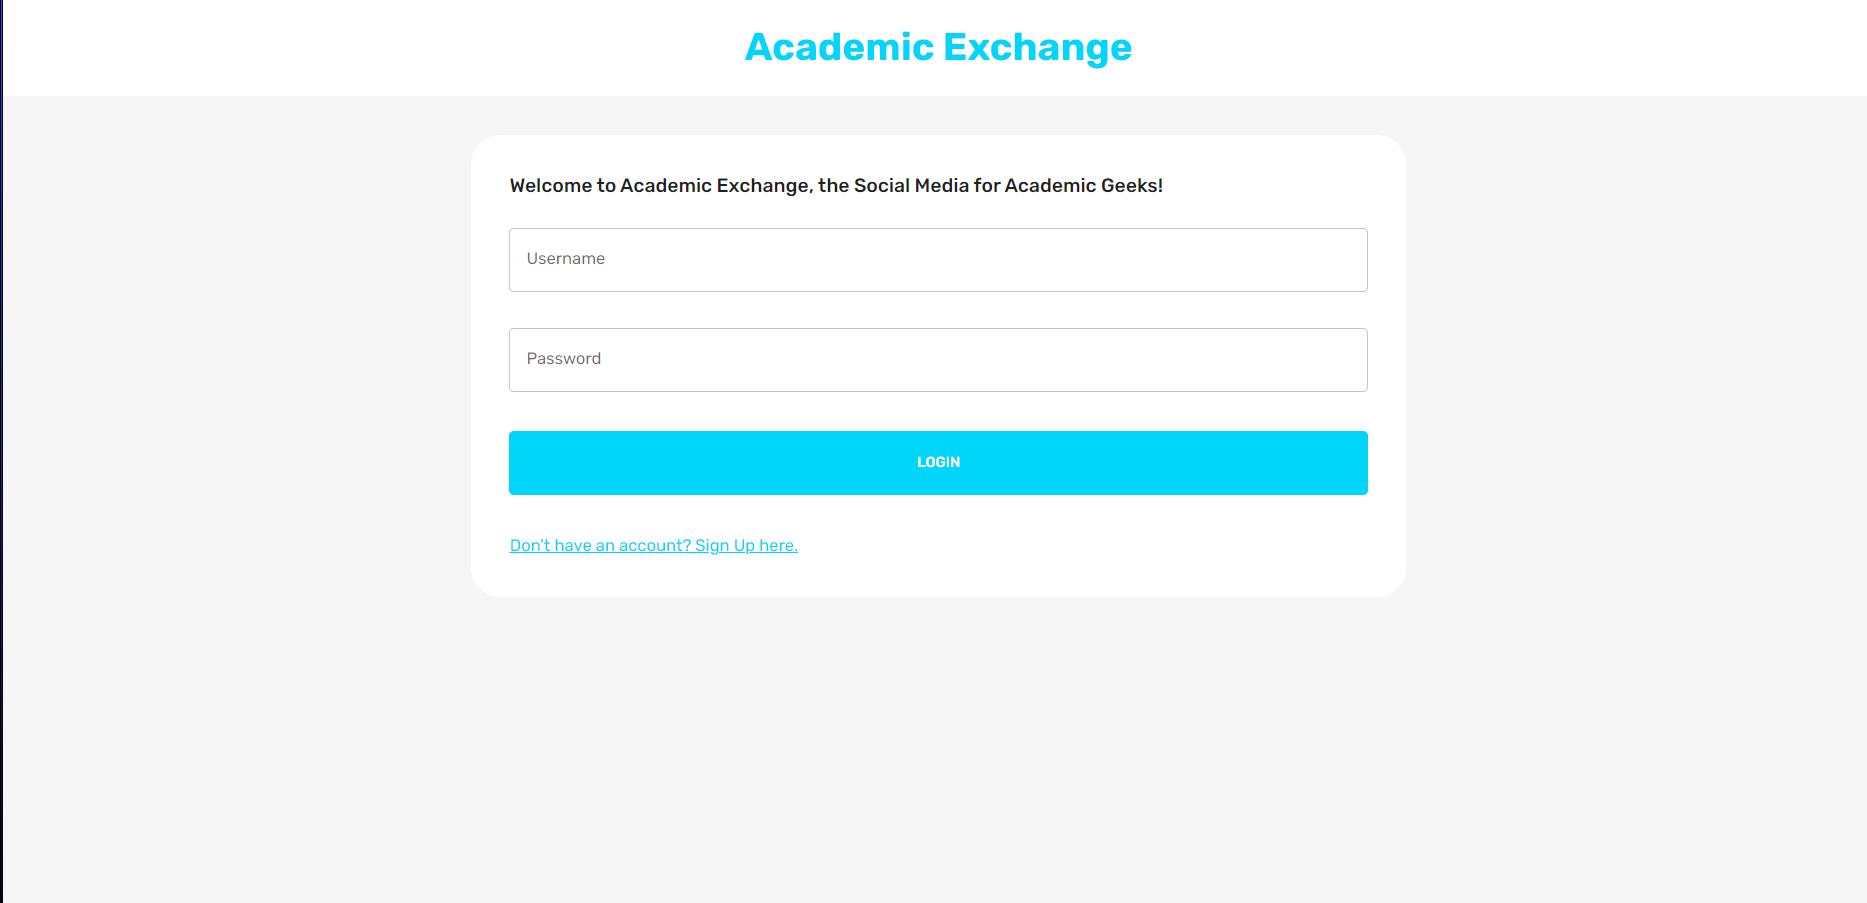 Academic Exchange
Welcome to Academic Exchange, the Social Media for Academic Geeks!
Username
Password
LOGIN
Don't have an account? Sign Up here.